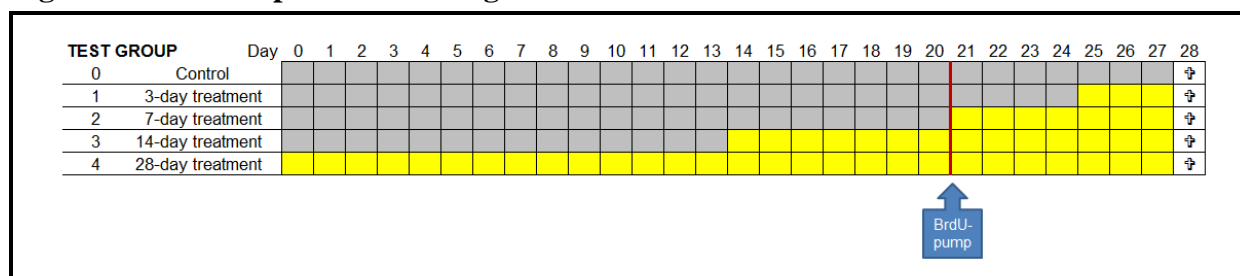 TEST GROUP Day 0 1 2 3 4 5 6 7 8 9 10 11 12 13 14 15 16 17 18 19 20 21 22 23 24 25 26 27 28
0 Control ✞
1 3-day treatment ✞
2 7-day treatment ✞
3 14-day treatment ✞
4 28-day treatment ✞
BrdU-
pump